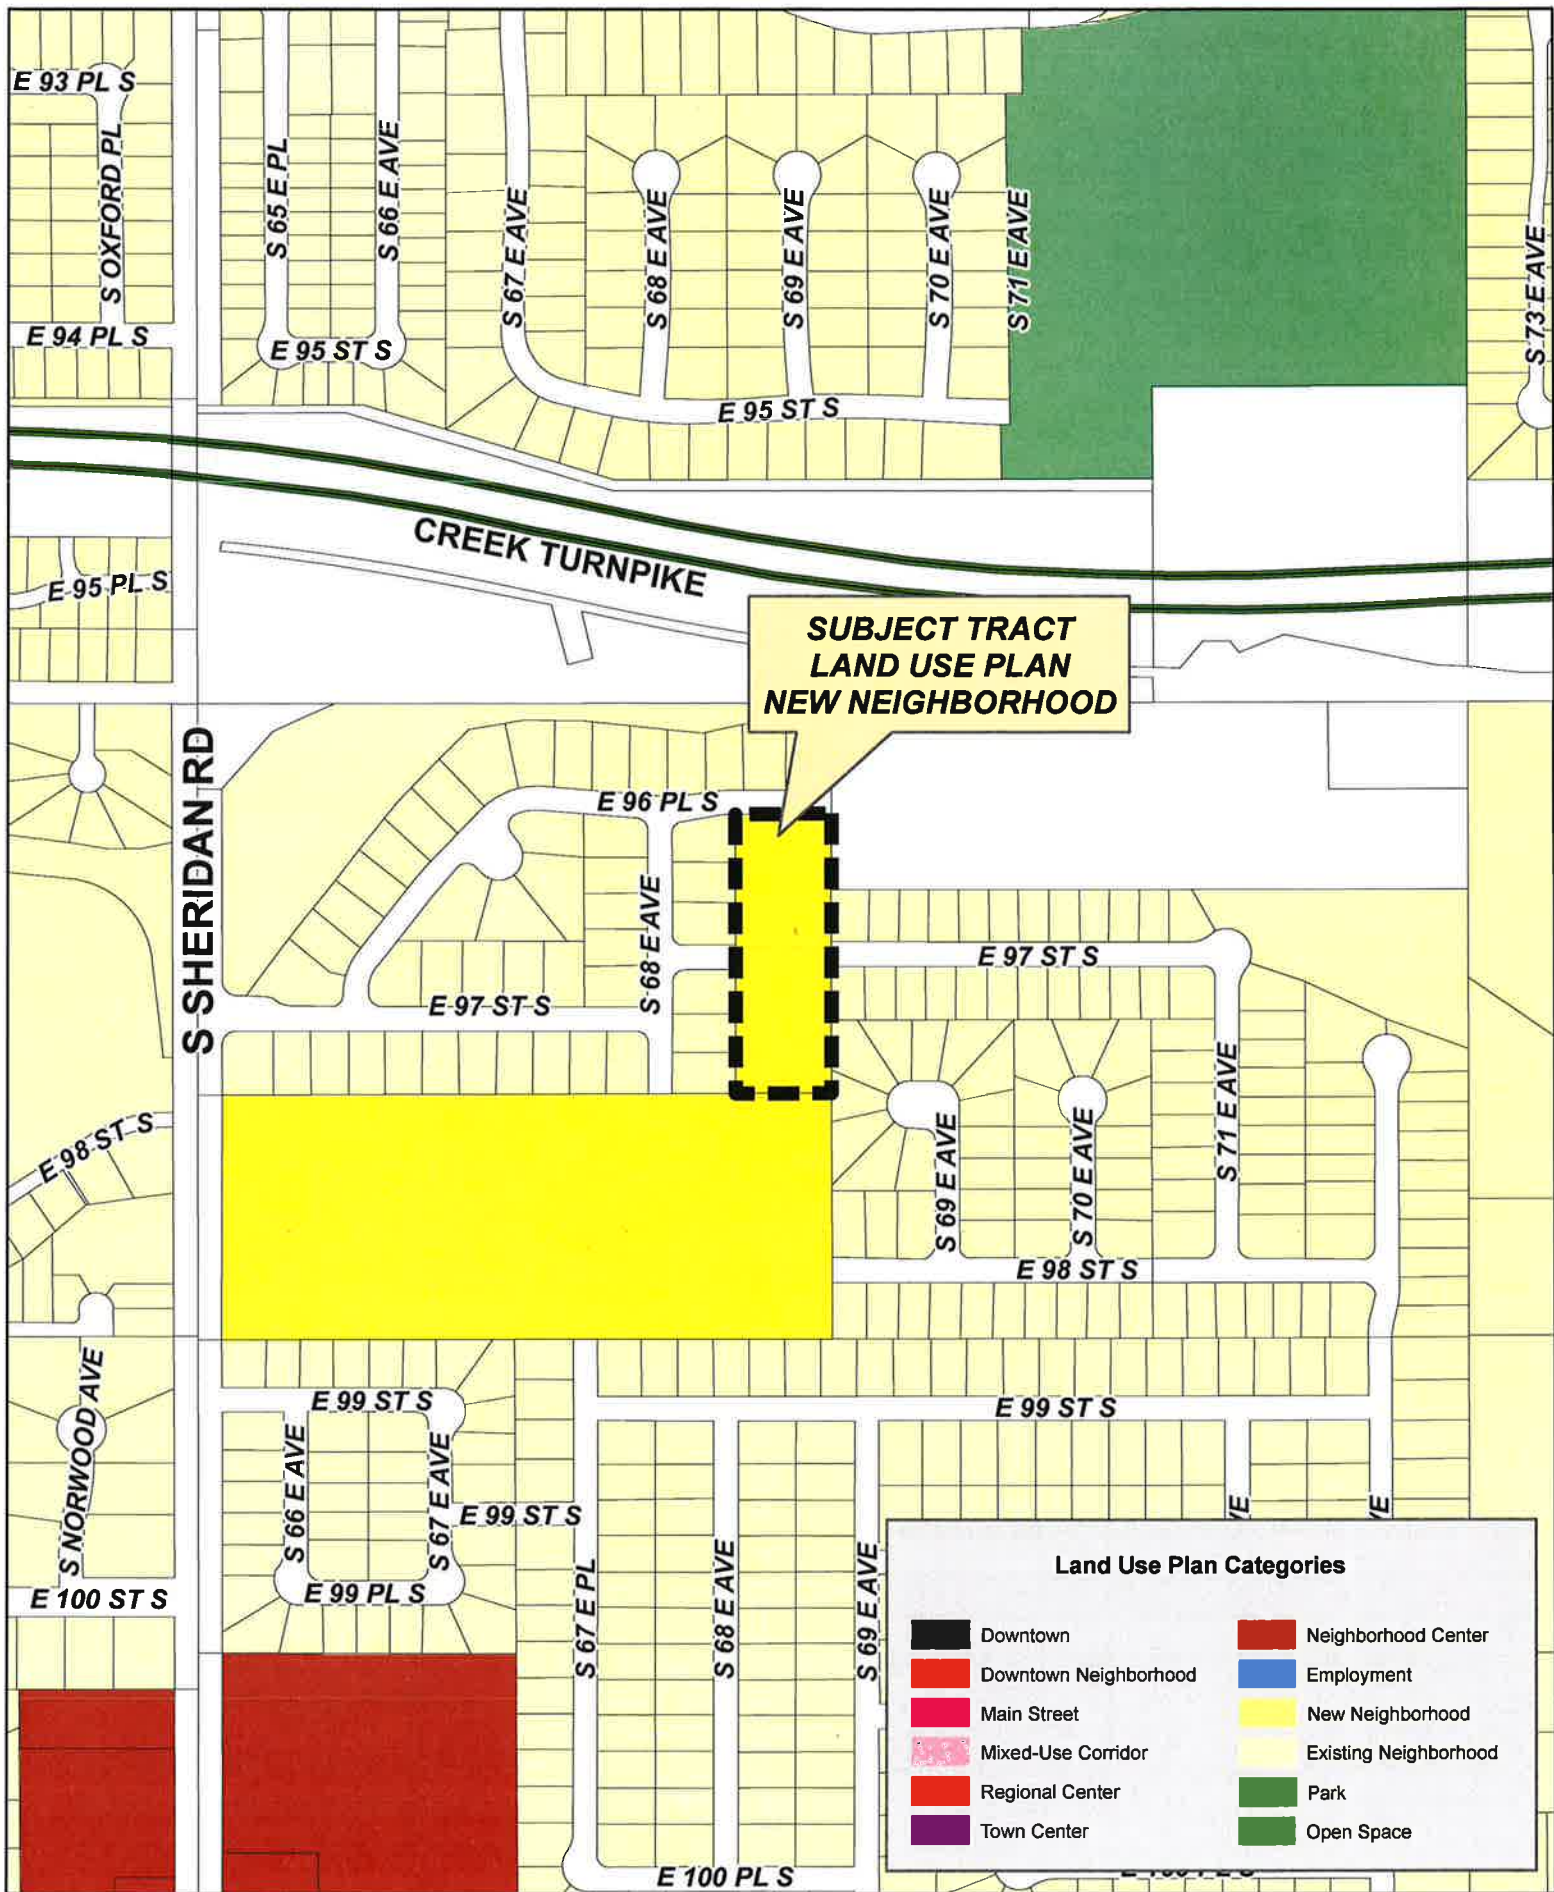 E 93 PL S
S OXFORD PL
S 65 E PL
S 66 E AVE
S 67 E AVE
S 68 E AVE
S 69 E AVE
S 70 E AVE
S 71 E AVE
S 73 E AVE
E 94 PL S
E 95 ST S
E 95 ST S
CREEK TURNPIKE
E 95 PL S
SUBJECT TRACT
LAND USE PLAN
NEW NEIGHBORHOOD
S SHERIDAN RD
E 96 PL S
S 68 E AVE
E 97 ST S
E 97 ST S
S 71 E AVE
E 98 ST S
S 69 E AVE
S 70 E AVE
E 98 ST S
S NORWOOD AVE
E 99 ST S
E 99 ST S
S 66 E AVE
S 67 E AVE
E 99 ST S
VE
VE
E 99 PL S
E 100 ST S
S 67 E PL
S 68 E AVE
S 69 E AVE
E 100 PL S
Land Use Plan Categories
Downtown
Downtown Neighborhood
Main Street
Mixed-Use Corridor
Regional Center
Town Center
Neighborhood Center
Employment
New Neighborhood
Existing Neighborhood
Park
Open Space